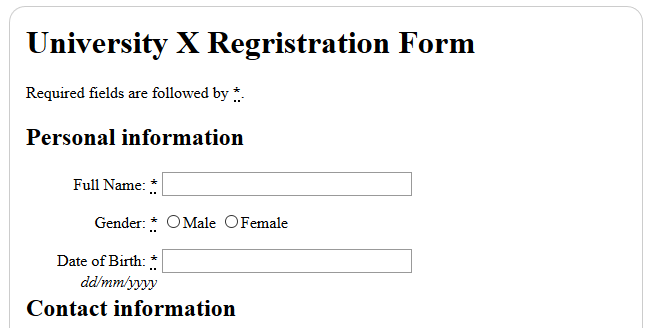 University X Regristration Form
Required fields are followed by *.
Personal information
Full Name: *
Gender: * Male Female
Date of Birth: *
dd/mm/yyyy
Contact information